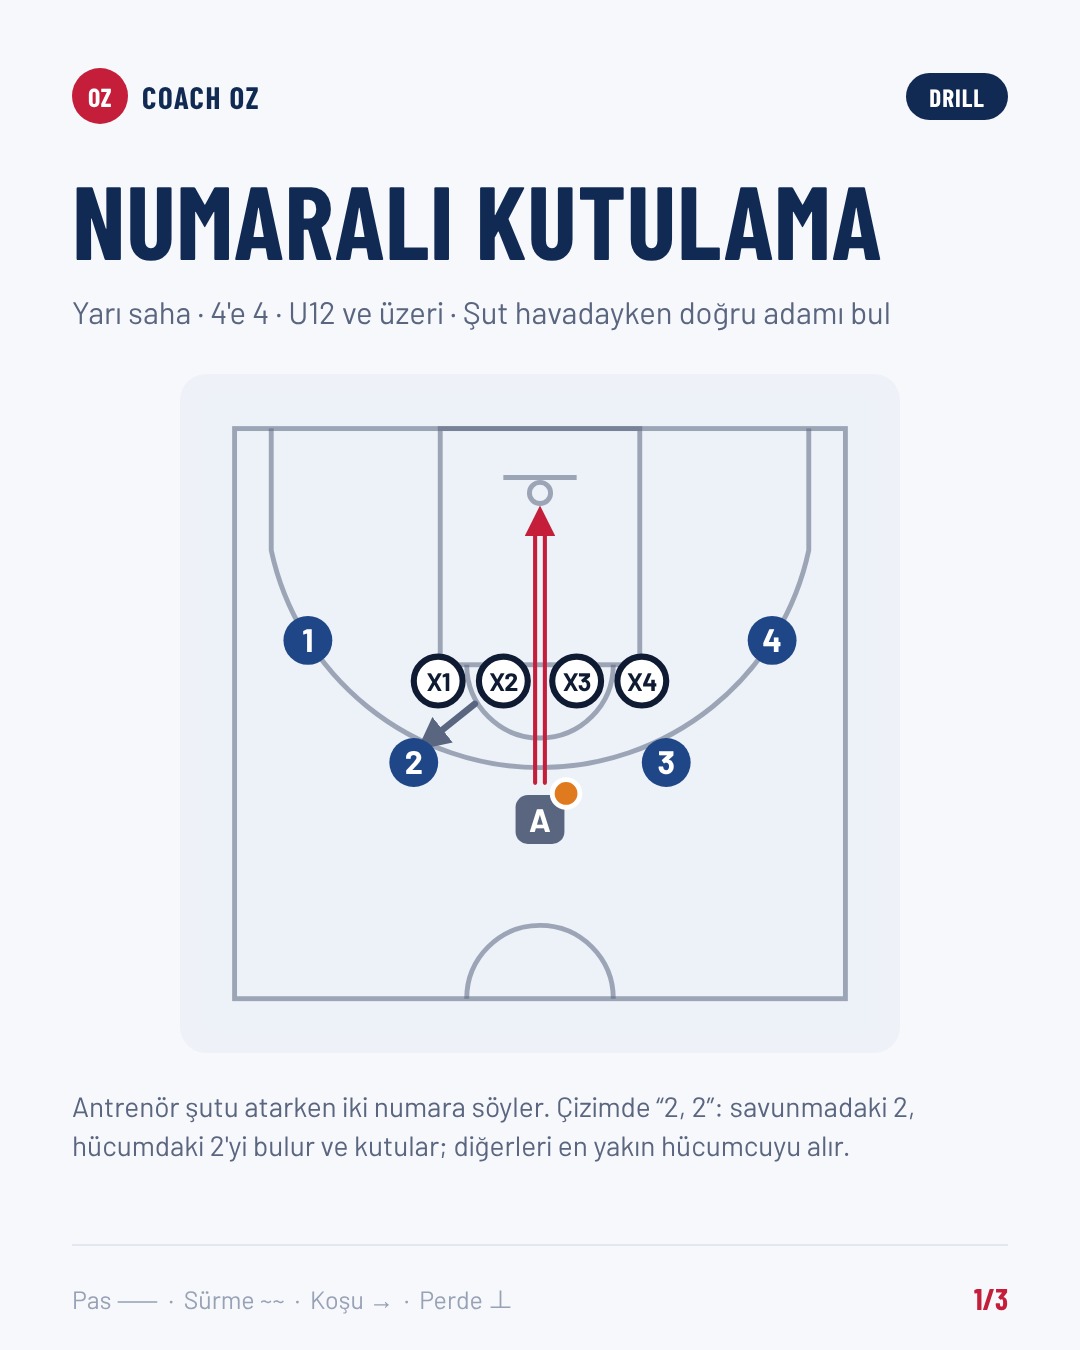 OZ COACH OZ
DRILL
NUMARALI KUTULAMA
Yarı saha · 4'e 4 · U12 ve üzeri · Şut havadayken doğru adamı bul
1
4
X1 X2 X3 X4
2
3
A
Antrenör şutu atarken iki numara söyler. Çizimde “2, 2”: savunmadaki 2,
hücumdaki 2'yi bulur ve kutular; diğerleri en yakın hücumcuyu alır.
Pas —— · Sürme ~~ · Koşu → · Perde ⊥
1/3